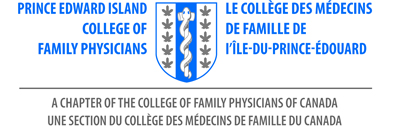 PRINCE EDWARD ISLAND
COLLEGE OF
FAMILY PHYSICIANS
LE COLLÈGE DES MÉDECINS
DE FAMILLE DE
l'ÎLE-DU-PRINCE-ÉDOUARD
A CHAPTER OF THE COLLEGE OF FAMILY PHYSICIANS OF CANADA
UNE SECTION DU COLLÈGE DES MÉDECINS DE FAMILLE DU CANADA